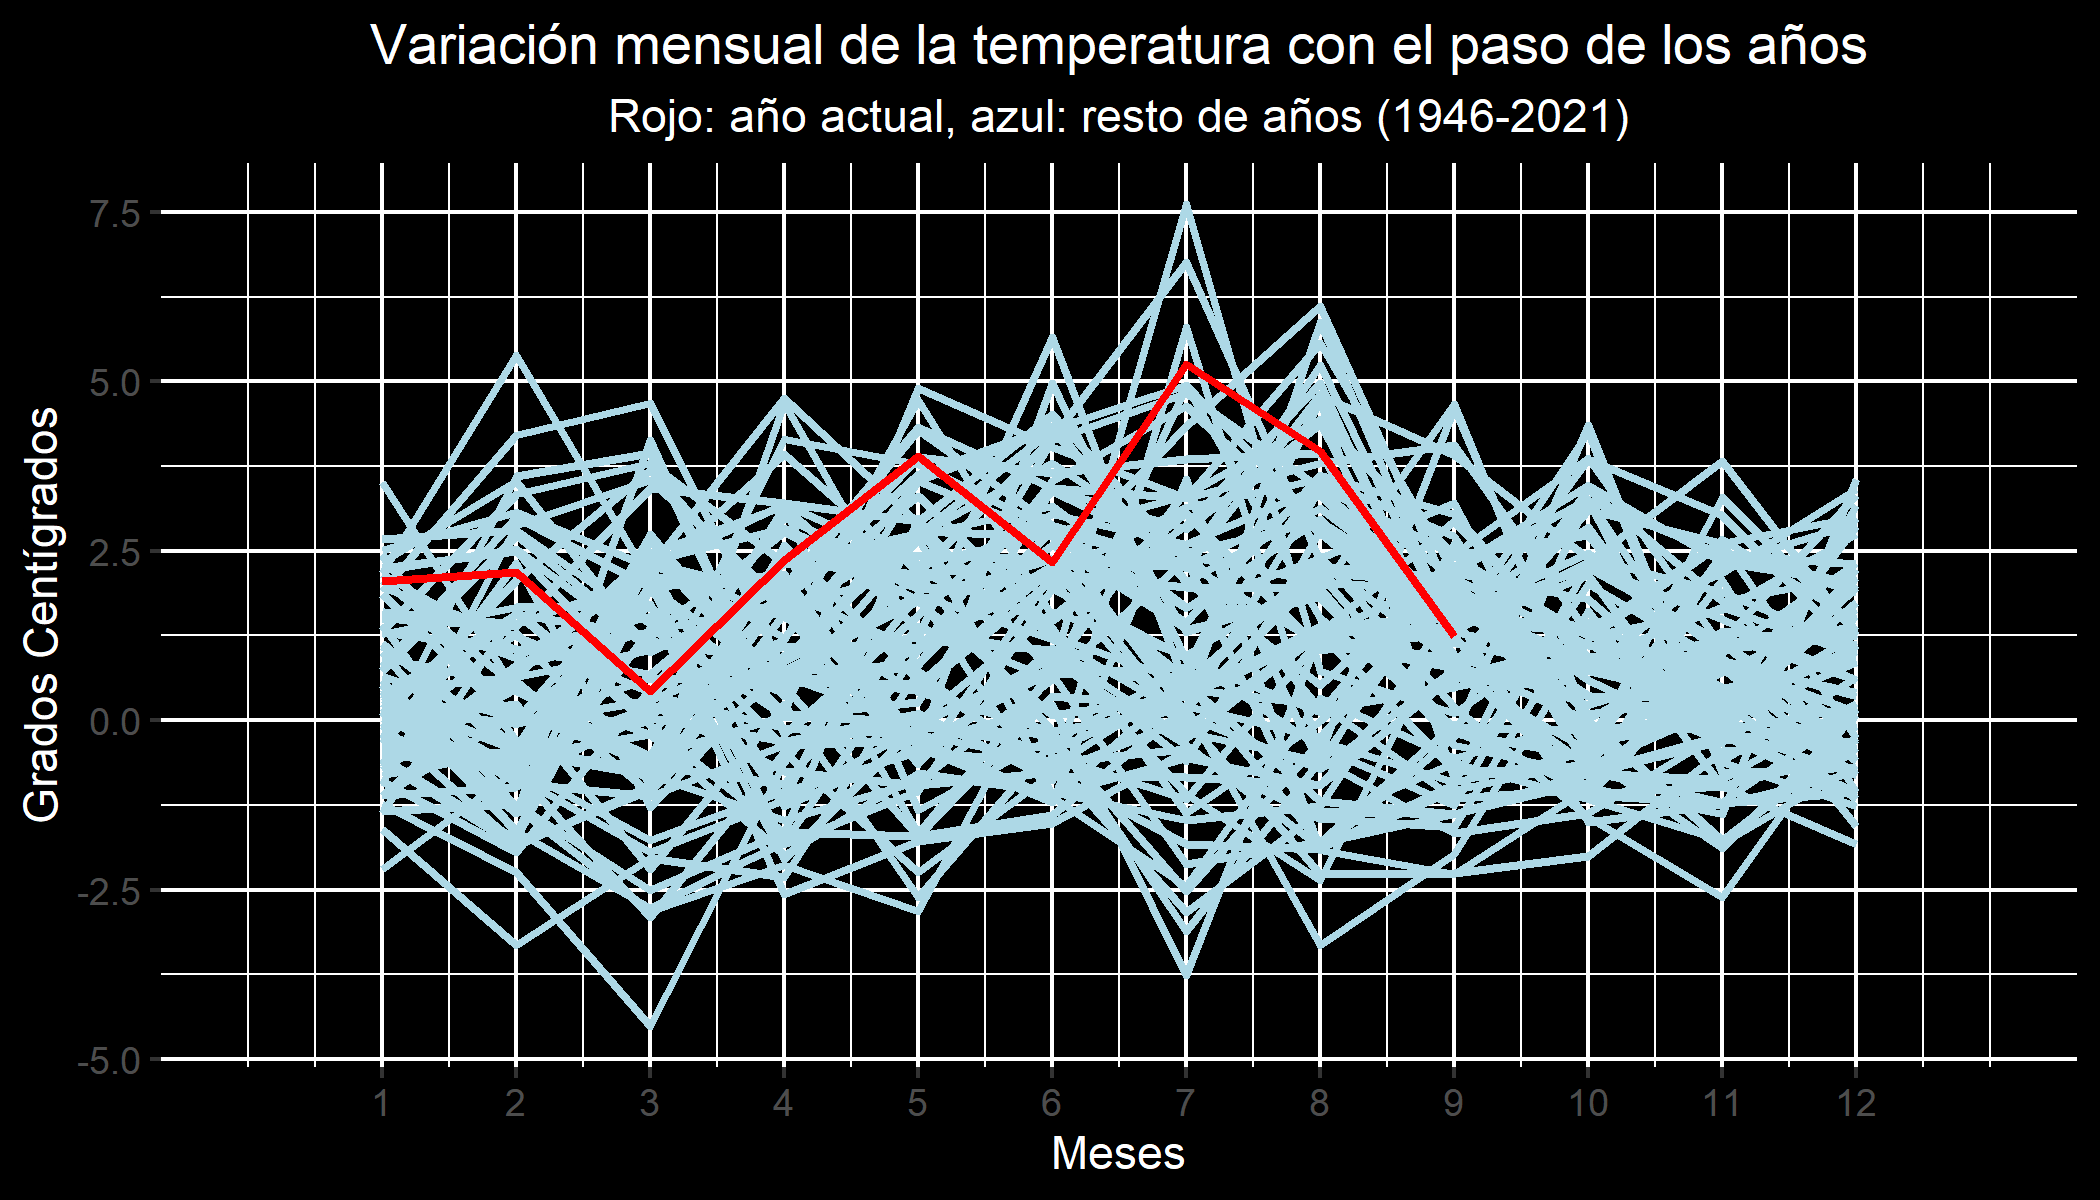 Variación mensual de la temperatura con el paso de los años
Rojo: año actual, azul: resto de años (1946-2021)
Grados Centígrados
7.5
5.0
2.5
0.0
-2.5
-5.0
1 2 3 4 5 6 7 8 9 10 11 12
Meses